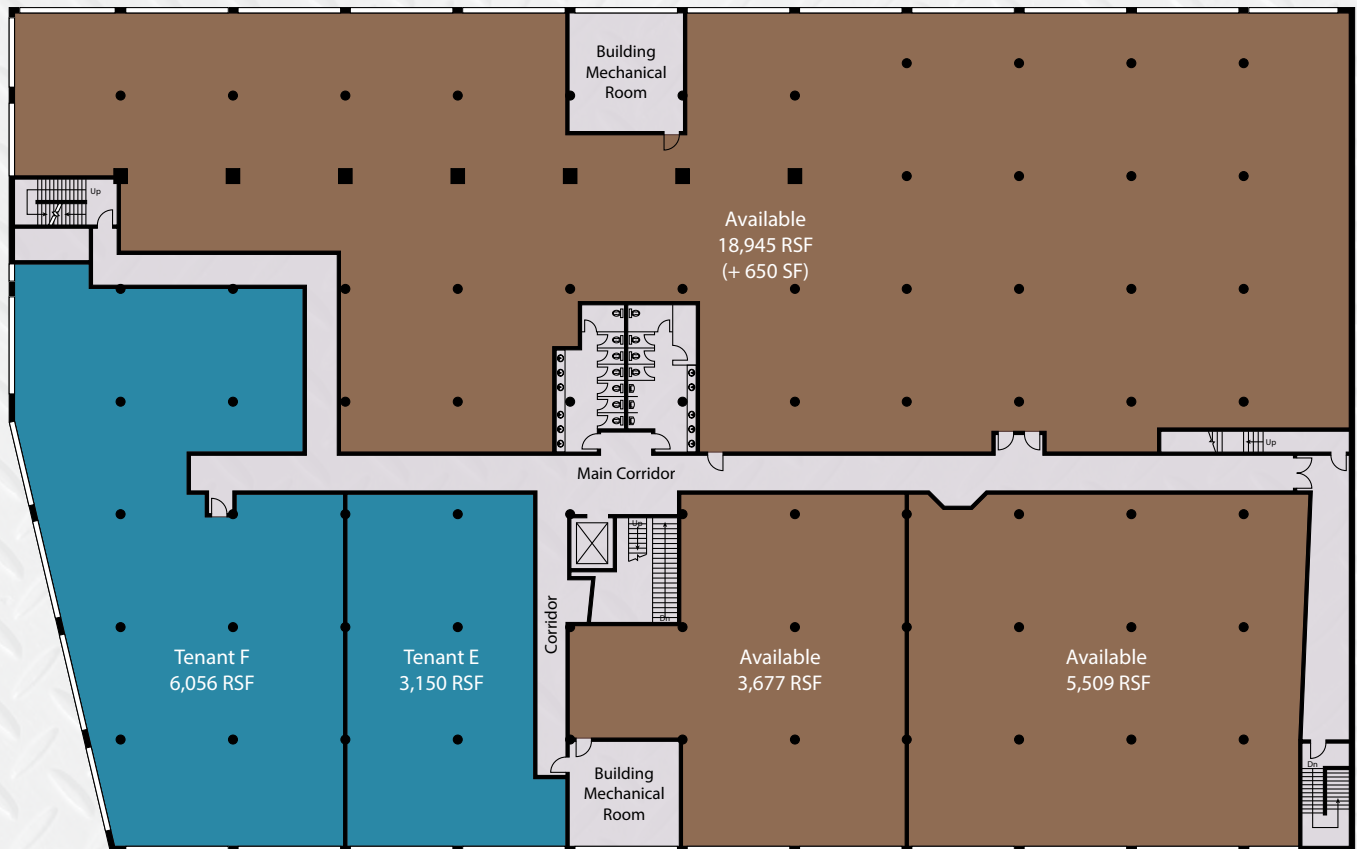 Building
Mechanical
Room
Up
Available
18,945 RSF
(+ 650 SF)
Up
Main Corridor
Up
Dn
Corridor
Tenant F
6,056 RSF
Tenant E
3,150 RSF
Available
3,677 RSF
Available
5,509 RSF
Building
Mechanical
Room
Dn